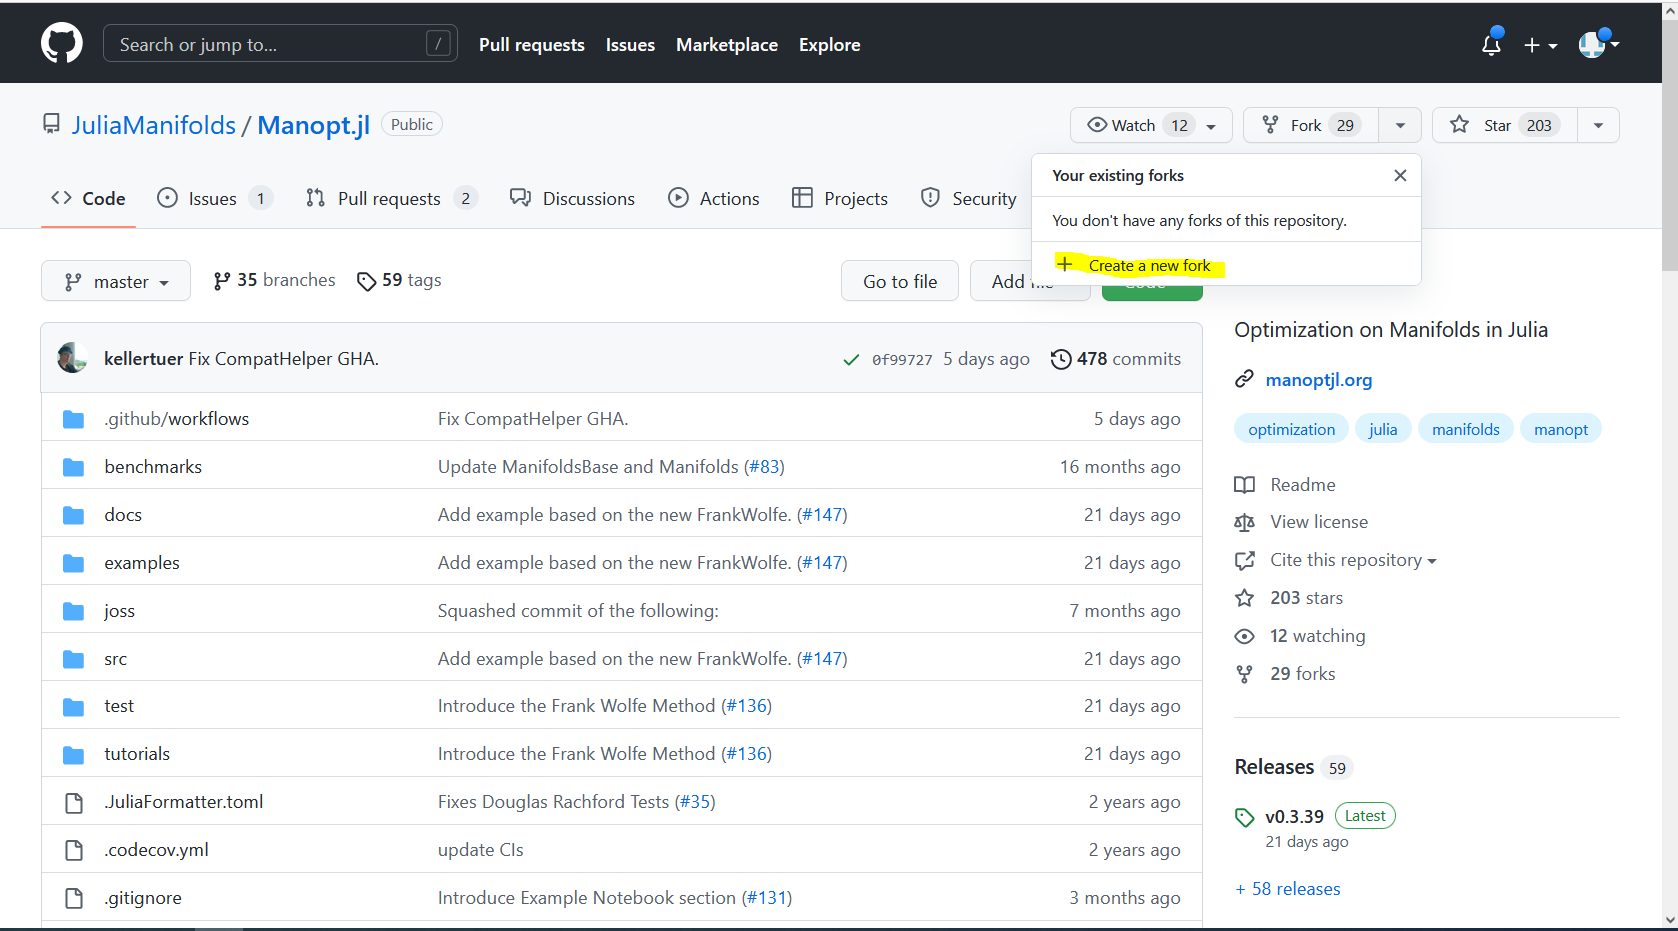 Search or jump to... /
Pull requests Issues Marketplace Explore
JuliaManifolds / Manopt.jl Public
Watch 12 Fork 29 Star 203
Code Issues 1 Pull requests 2 Discussions Actions Projects Security
Your existing forks
You don't have any forks of this repository.
Create a new fork
master 35 branches 59 tags Go to file Add file Code
kellertuer Fix CompatHelper GHA. 0f99727 5 days ago 478 commits
.github/workflows Fix CompatHelper GHA. 5 days ago
benchmarks Update ManifoldsBase and Manifolds (#83) 16 months ago
docs Add example based on the new FrankWolfe. (#147) 21 days ago
examples Add example based on the new FrankWolfe. (#147) 21 days ago
joss Squashed commit of the following: 7 months ago
src Add example based on the new FrankWolfe. (#147) 21 days ago
test Introduce the Frank Wolfe Method (#136) 21 days ago
tutorials Introduce the Frank Wolfe Method (#136) 21 days ago
.JuliaFormatter.toml Fixes Douglas Rachford Tests (#35) 2 years ago
.codecov.yml update CIs 2 years ago
.gitignore Introduce Example Notebook section (#131) 3 months ago
Optimization on Manifolds in Julia
manoptjl.org
optimization julia manifolds manopt
Readme
View license
Cite this repository
203 stars
12 watching
29 forks
Releases 59
v0.3.39 Latest
21 days ago
+ 58 releases